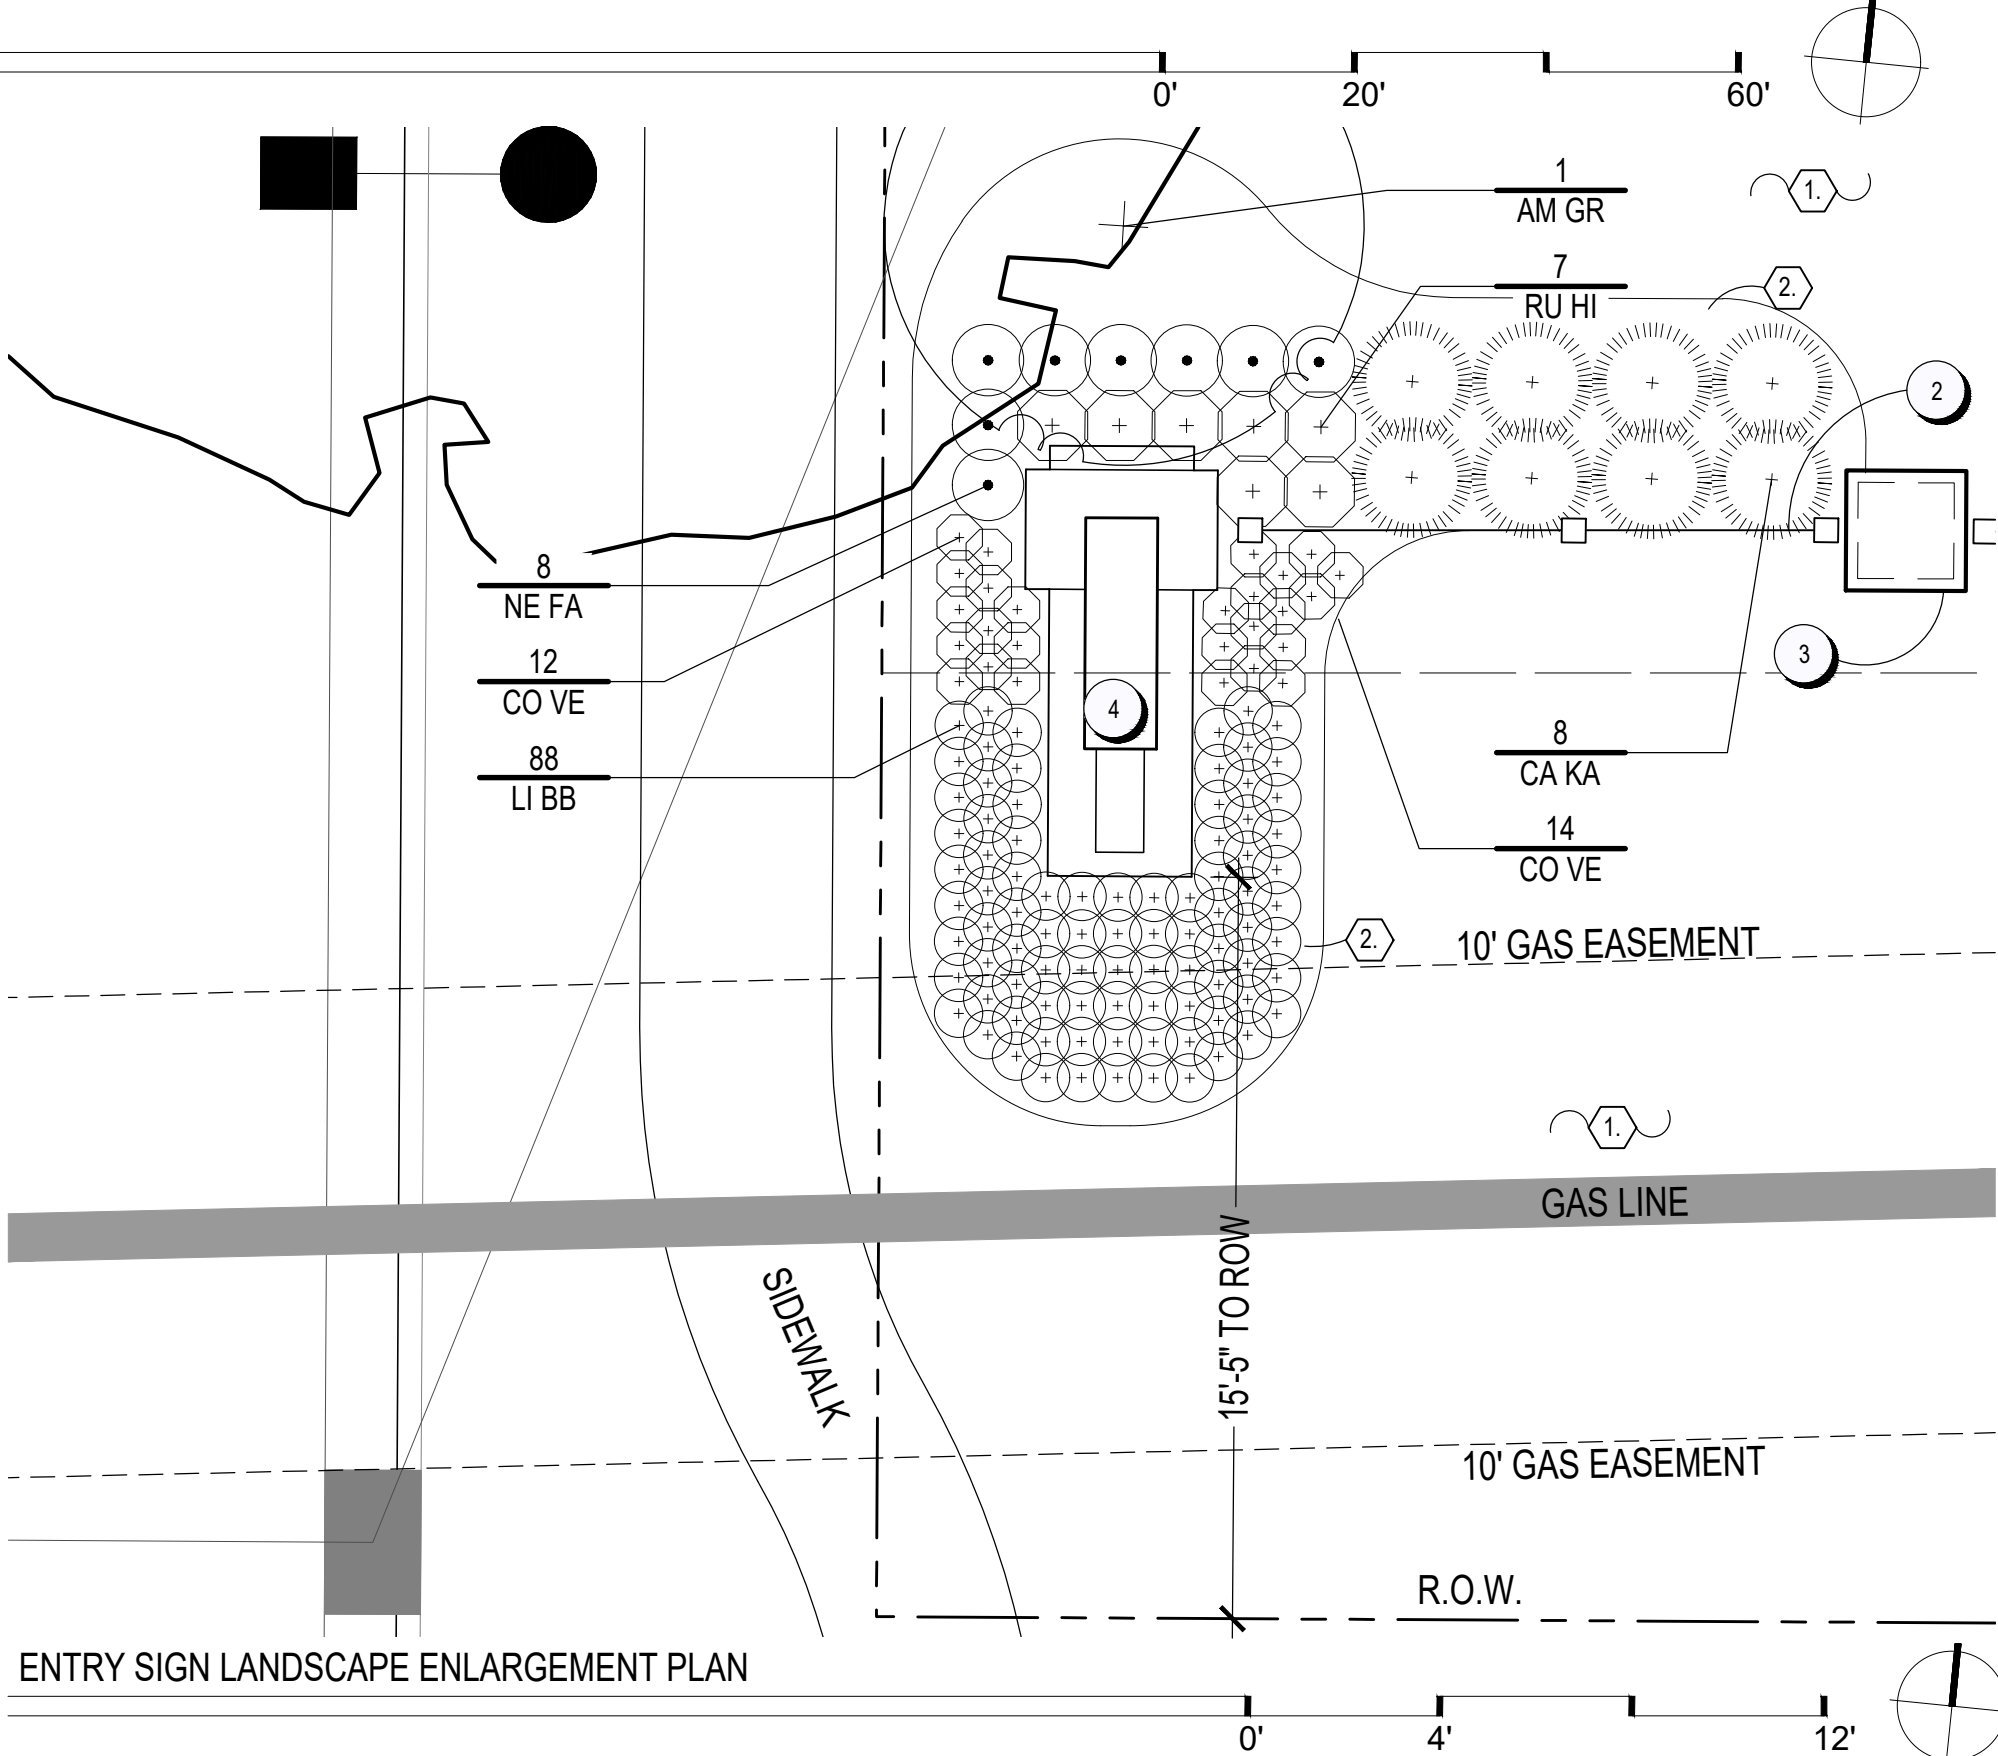 0' 20' 60'
1
AM GR
1.
7
RU HI
2.
2
8
NE FA
12
CO VE
88
LI BB
4
3
8
CA KA
14
CO VE
2.
10' GAS EASEMENT
1.
GAS LINE
15'-5" TO ROW
SIDEWALK
10' GAS EASEMENT
R.O.W.
ENTRY SIGN LANDSCAPE ENLARGEMENT PLAN
0' 4' 12'